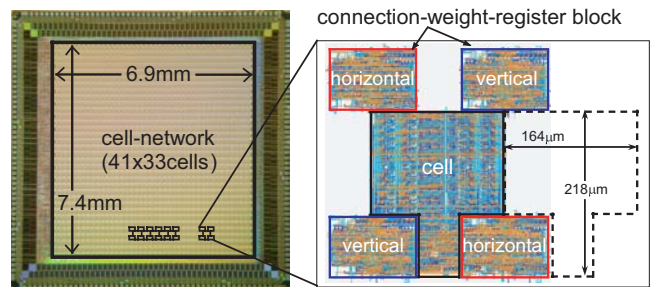 connection-weight-register block
6.9mm
cell-network
(41x33cells)
7.4mm
horizontal
vertical
cell
164μm
218μm
vertical
horizontal